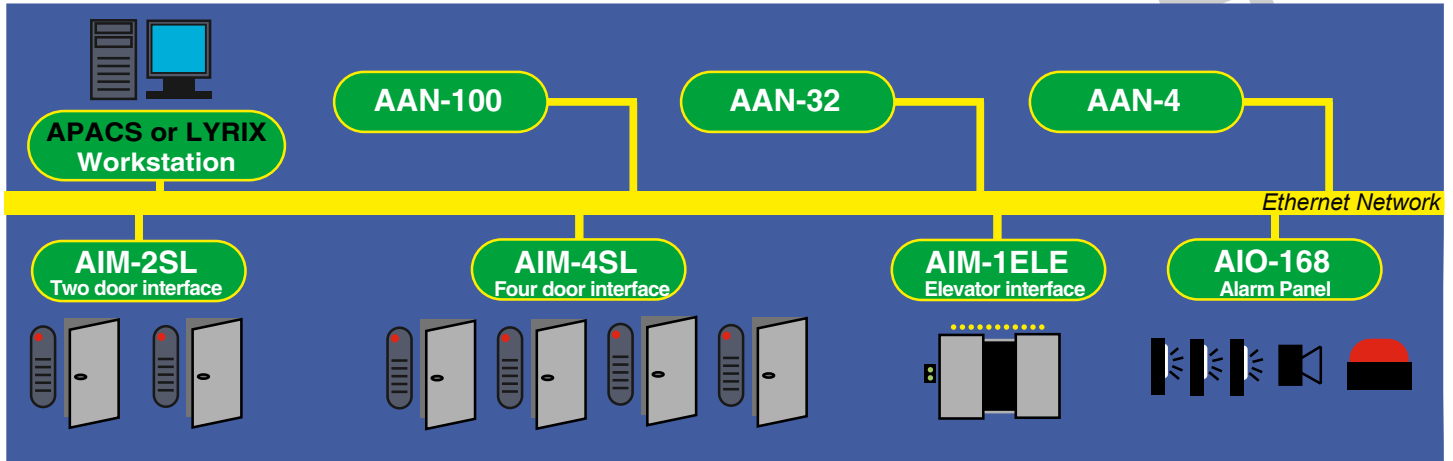 AAN-100
AAN-32
AAN-4
APACS or LYRIX
Workstation
Ethernet Network
AIM-2SL
Two door interface
AIM-4SL
Four door interface
AIM-1ELE
Elevator interface
AIO-168
Alarm Panel